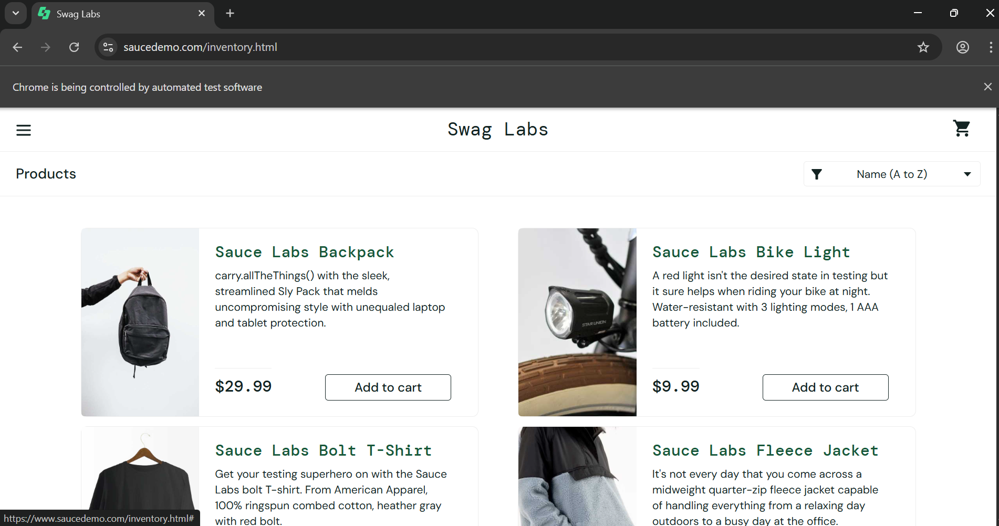 Swag Labs
saucedemo.com/inventory.html
Chrome is being controlled by automated test software
Swag Labs
Products
Name (A to Z)
Sauce Labs Backpack
carry.allTheThings() with the sleek,
streamlined Sly Pack that melds
uncompromising style with unequaled laptop
and tablet protection.
$29.99
Add to cart
Sauce Labs Bike Light
A red light isn't the desired state in testing but
it sure helps when riding your bike at night.
Water-resistant with 3 lighting modes, 1 AAA
battery included.
STAR UNION
$9.99
Add to cart
Sauce Labs Bolt T-Shirt
Get your testing superhero on with the Sauce
Labs bolt T-shirt. From American Apparel,
100% ringspun combed cotton, heather gray
with red bolt.
Sauce Labs Fleece Jacket
It's not every day that you come across a
midweight quarter-zip fleece jacket capable
of handling everything from a relaxing day
outdoors to a busy day at the office.
https://www.saucedemo.com/inventory.html#